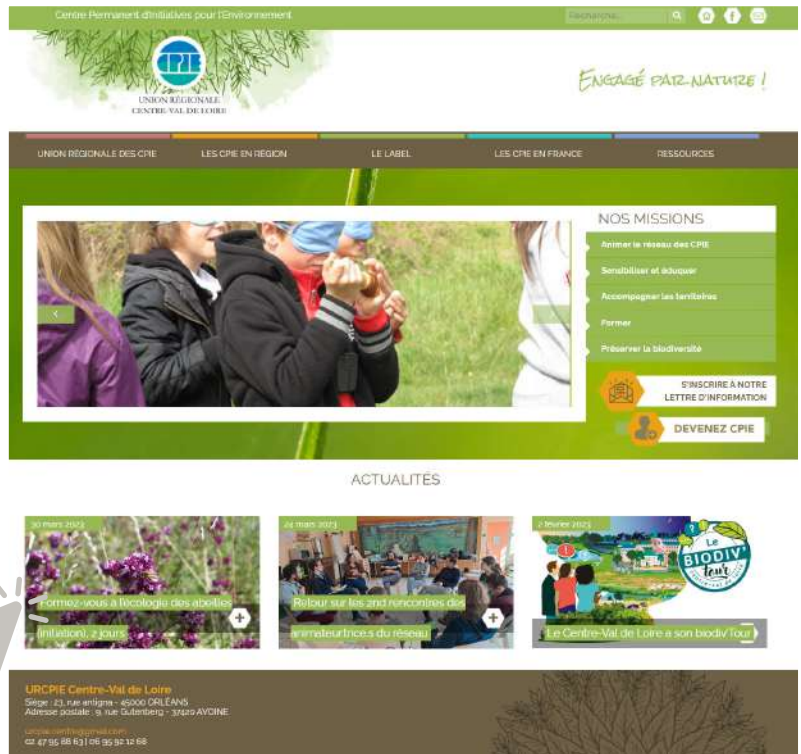 Centre Permanent d'Initiatives pour l'Environnement
Recherche...
CPIE
UNION RÉGIONALE
CENTRE-VAL DE LOIRE
ENGAGÉ PAR NATURE !
UNION RÉGIONALE DES CPIE
LES CPIE EN RÉGION
LE LABEL
LES CPIE EN FRANCE
RESSOURCES
NOS MISSIONS
Animer le réseau des CPIE
Sensibiliser et éduquer
Accompagner les territoires
Former
Préserver la biodiversité
S'INSCRIRE À NOTRE
LETTRE D'INFORMATION
DEVENEZ CPIE
ACTUALITÉS
30 mars 2023
Formez-vous à l'écologie des abeilles
(initiation), 2 jours
24 mars 2023
Retour sur les 2nd rencontres des
animateurtrice.s du réseau
2 février 2023
Le
BIODIV'
tour
Le Centre-Val de Loire a son biodiv'Tour
URCPIE Centre-Val de Loire
Siège : 23, rue antigna - 45000 ORLÉANS
Adresse postale : 9, rue Gutenberg - 37420 AVOINE
urcpie.centre@gmail.com
02 47 95 88 63 | 06 95 92 12 68